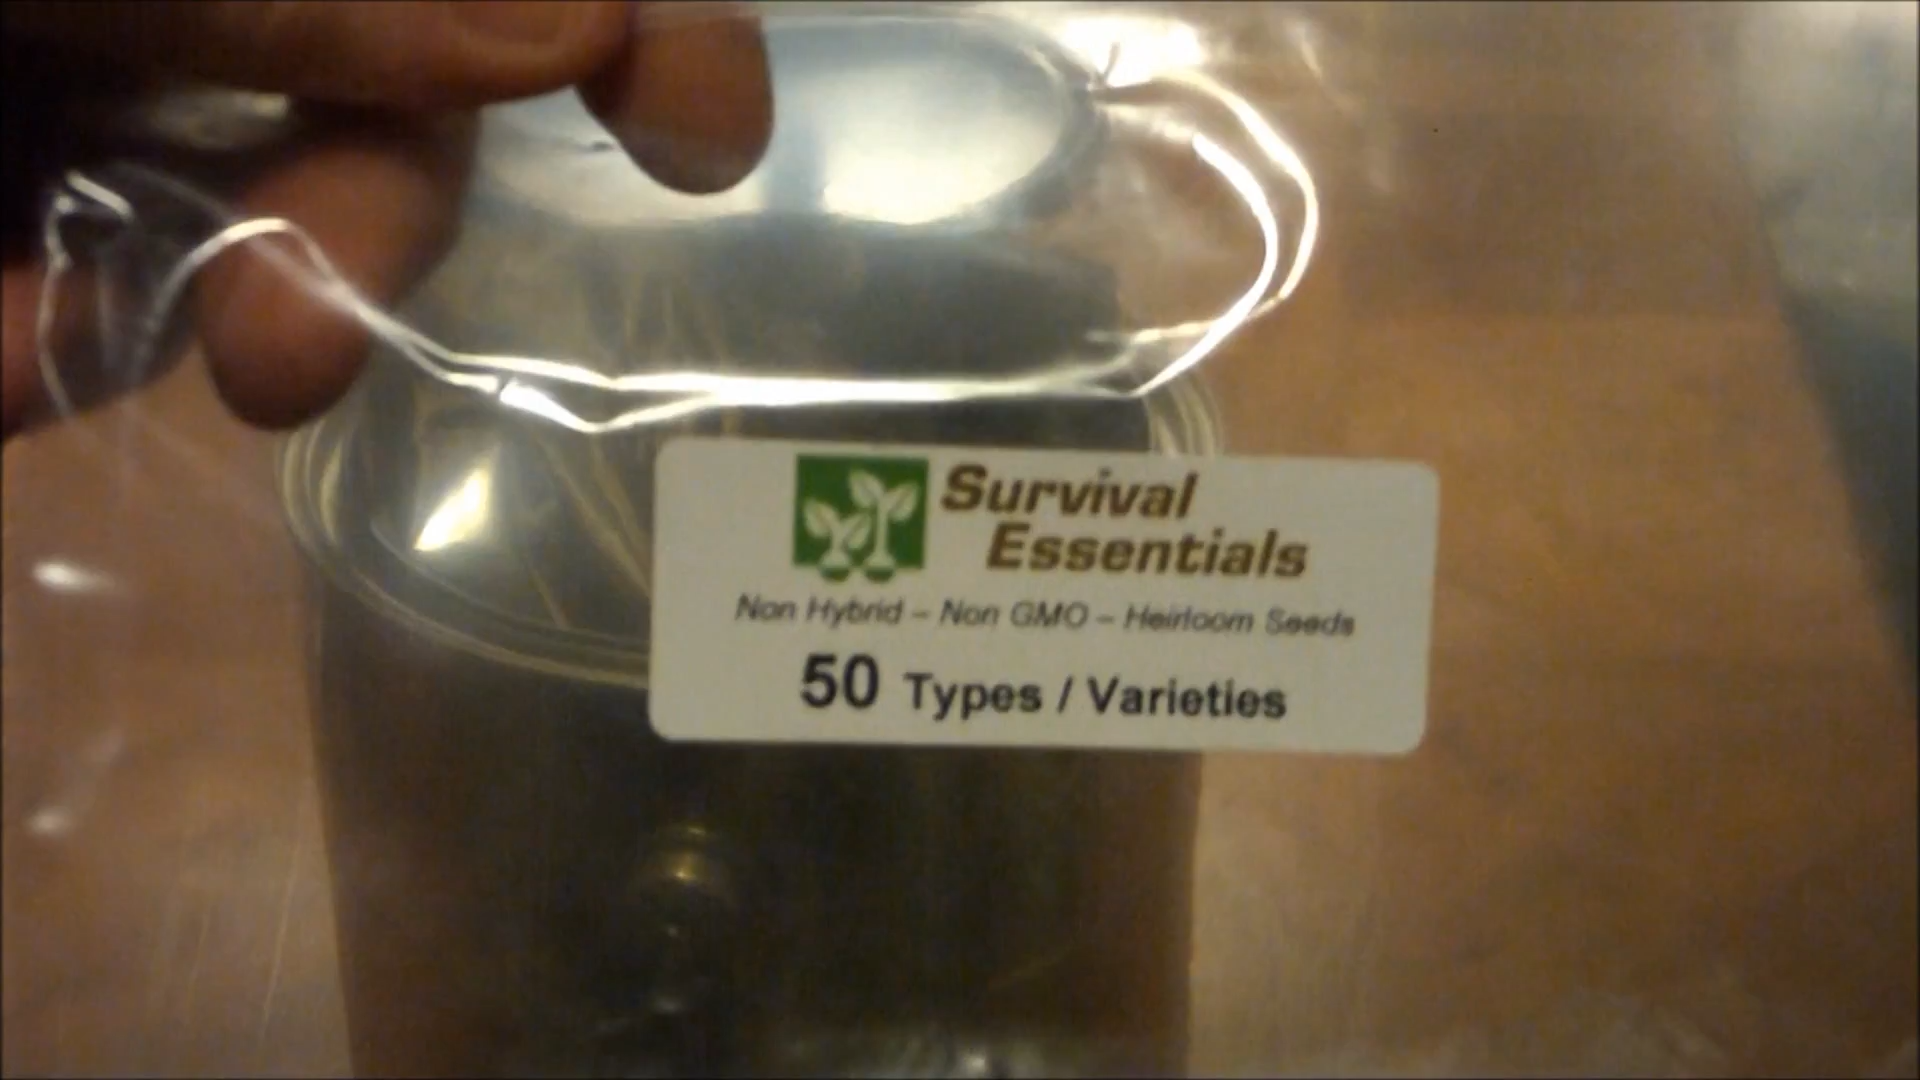 Survival
Essentials
Non Hybrid – Non GMO – Heirloom Seeds
50 Types / Varieties